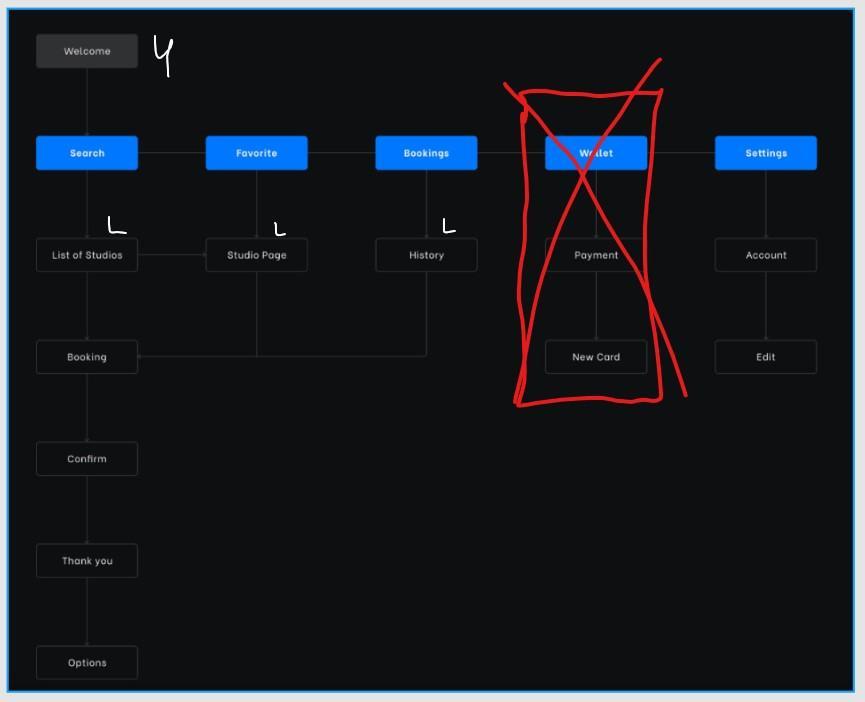 Welcome
Search Favorite Bookings Wallet Settings
L L L
List of Studios Studio Page History Payment Account
Booking New Card Edit
Confirm
Thank you
Options